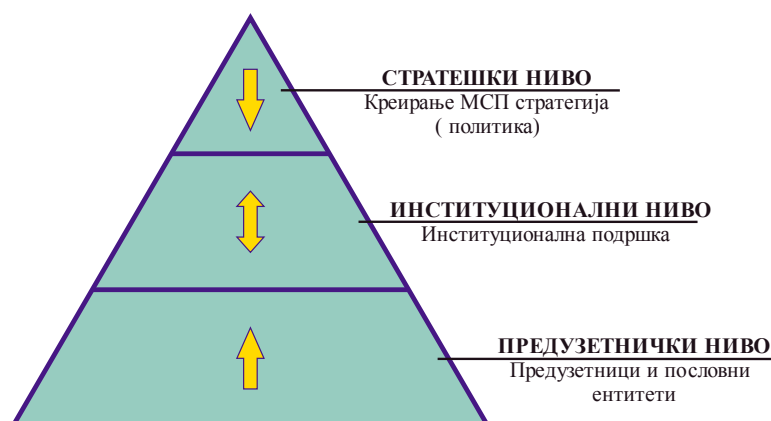 СТРАТЕШКИ НИВО
Креирање МСП стратегија
( политика)
ИНСТИТУЦИОНАЛНИ НИВО
Институционална подршка
ПРЕДУЗЕТНИЧКИ НИВО
Предузетници и пословни
ентитети